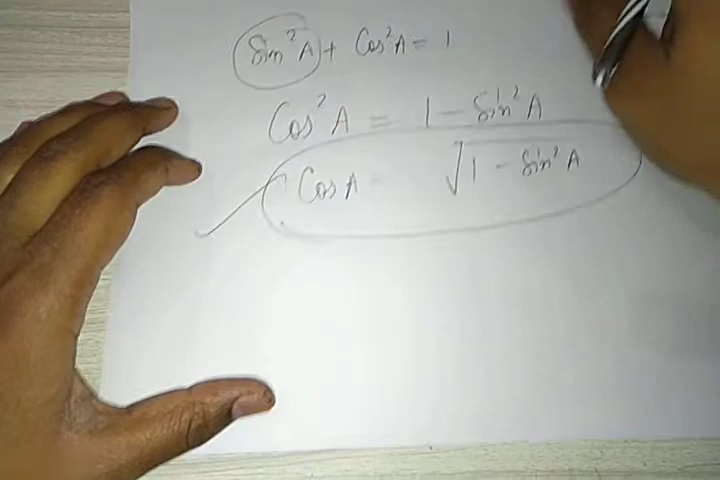 Sin²A + Cos²A = 1
Cos²A = 1 - Sin²A
Cos A - √1 - Sin²A